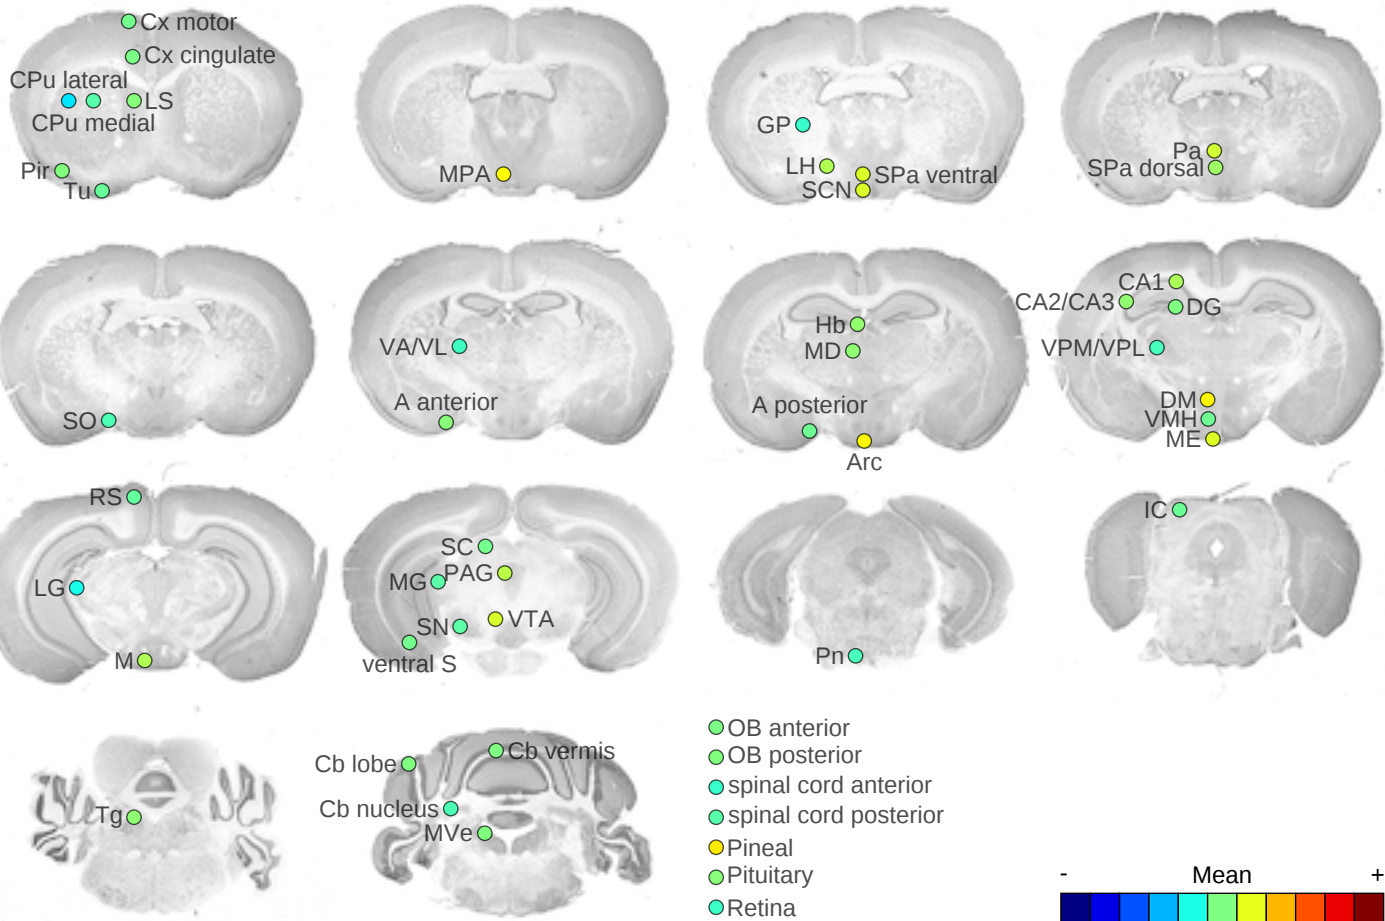 Cx motor
Cx cingulate
CPu lateral
LS
CPu medial
Pir
Tu
MPA
GP
LH
SPa ventral
SCN
Pa
SPa dorsal
SO
VA/VL
A anterior
Hb
MD
A posterior
Arc
CA1
CA2/CA3
DG
VPM/VPL
DM
VMH
ME
RS
LG
M
SC
MG
PAG
SN
VTA
ventral S
Pn
IC
Tg
Cb lobe
Cb vermis
Cb nucleus
MVe
OB anterior
OB posterior
spinal cord anterior
spinal cord posterior
Pineal
Pituitary
Retina
- Mean +